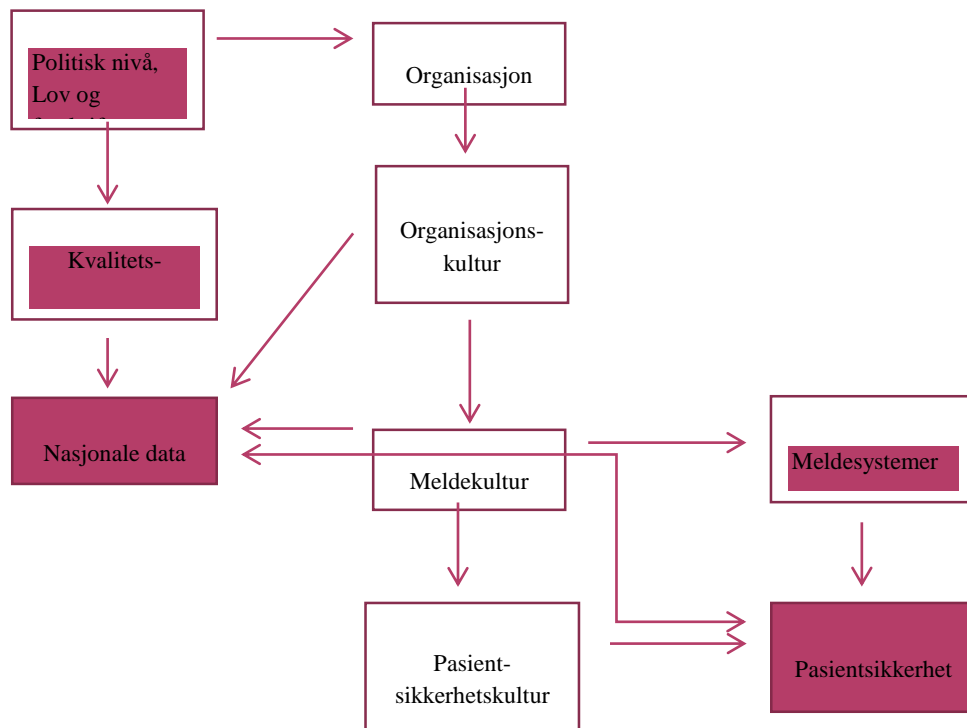 Politisk nivå,
Lov og
Organisasjon
Kvalitets-
Organisasjons-
kultur
Nasjonale data
Meldekultur
Meldesystemer
Pasient-
sikkerhetskultur
Pasientsikkerhet